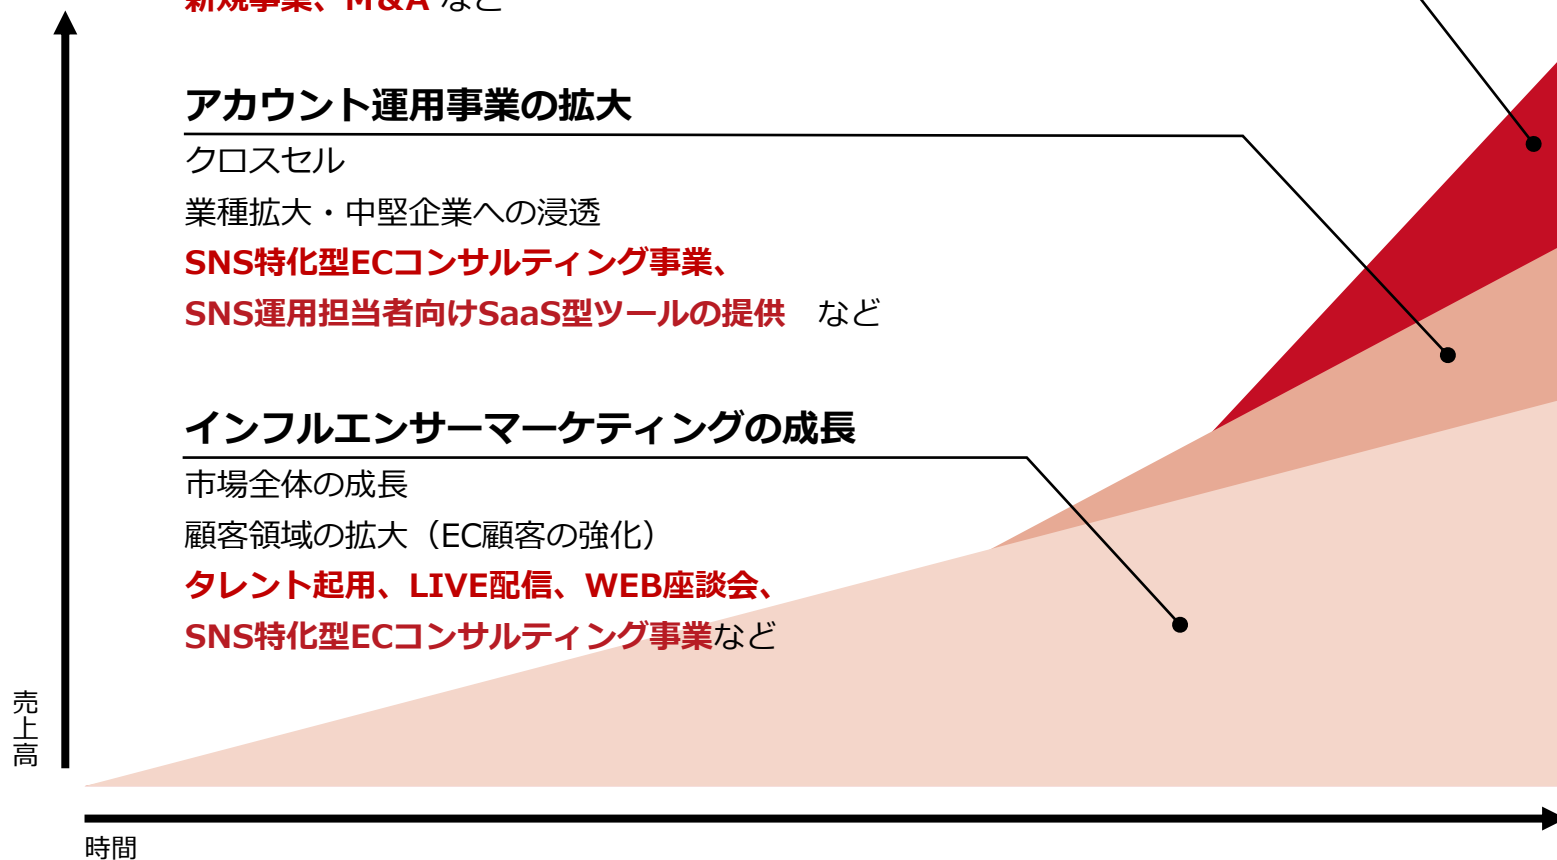 新規事業、M&A など
アカウント運用事業の拡大
クロスセル
業種拡大・中堅企業への浸透
SNS特化型ECコンサルティング事業、
SNS運用担当者向けSaaS型ツールの提供　など
インフルエンサーマーケティングの成長
市場全体の成長
顧客領域の拡大（EC顧客の強化）
タレント起用、LIVE配信、WEB座談会、
SNS特化型ECコンサルティング事業など
売上高
時間